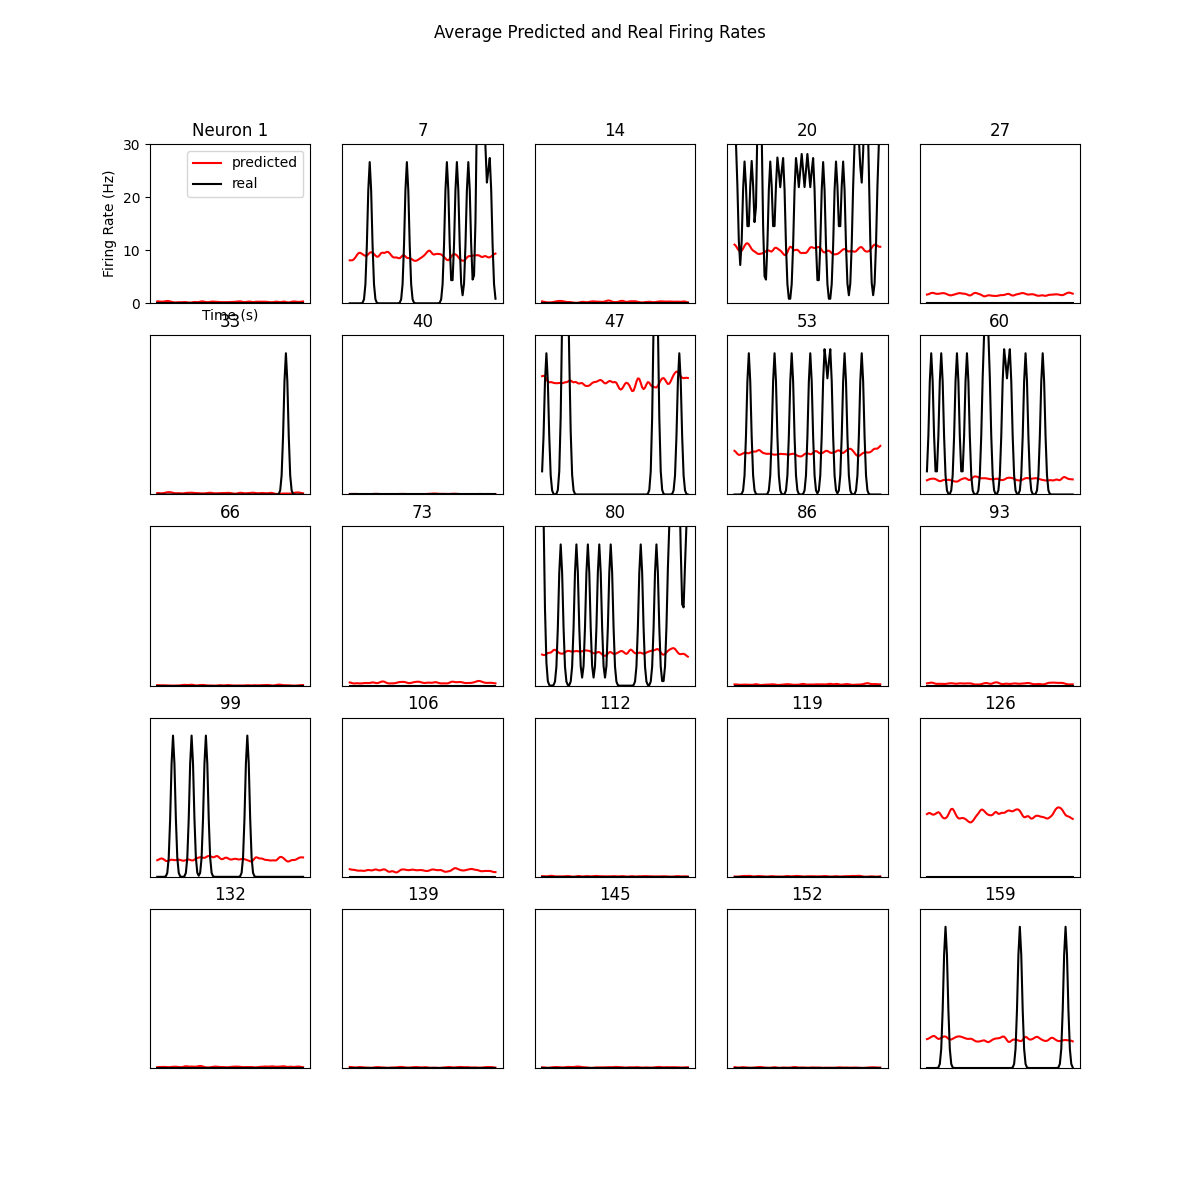 Average Predicted and Real Firing Rates
Neuron 1 7 14 20 27
30
20
10
0
Firing Rate (Hz)
predicted
real
Time (s)
33 40 47 53 60
66 73 80 86 93
99 106 112 119 126
132 139 145 152 159